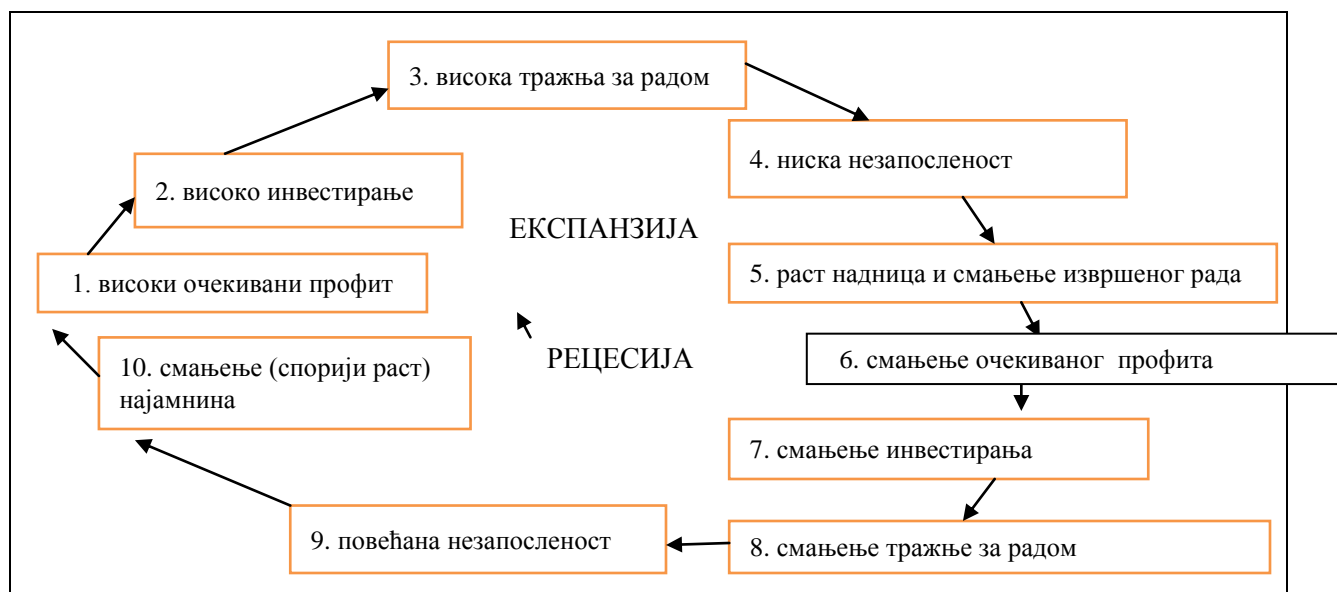 3. висока тражња за радом
4. ниска незапосленост
2. високо инвестирање
ЕКСПАНЗИЈА
5. раст надница и смањење извршеног рада
1. високи очекивани профит
РЕЦЕСИЈА
6. смањење очекиваног профита
10. смањење (спорији раст)
најамнина
7. смањење инвестирања
9. повећана незапосленост
8. смањење тражње за радом